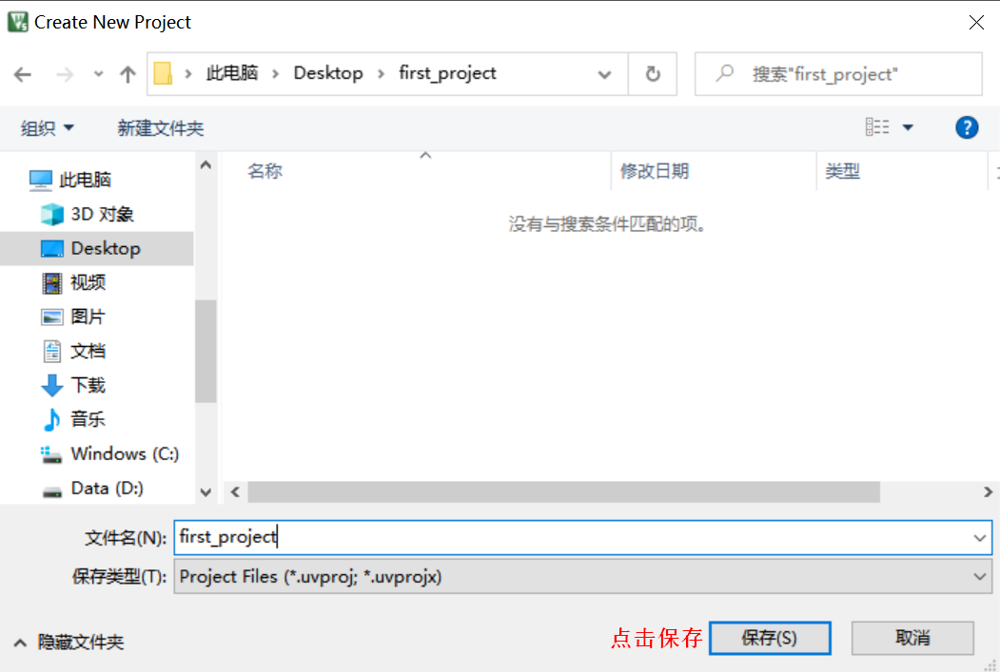 Create New Project
此电脑 Desktop first_project
搜索"first_project"
组织 新建文件夹
名称 修改日期 类型
没有与搜索条件匹配的项。
此电脑
3D 对象
Desktop
视频
图片
文档
下载
音乐
Windows (C:)
Data (D:)
文件名(N): first_project
保存类型(T): Project Files (*.uvproj; *.uvprojx)
隐藏文件夹 点击保存 保存(S) 取消